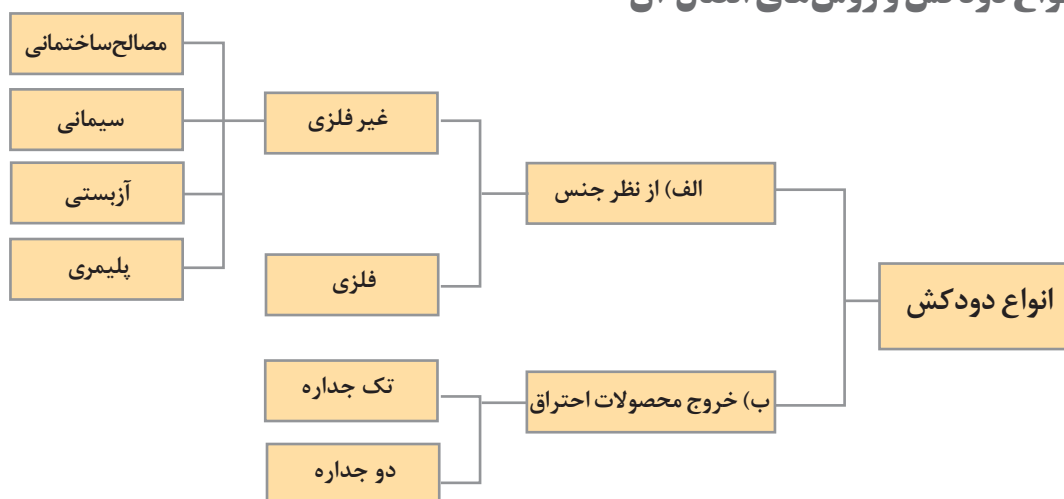 انواع دودکش
الف) از نظر جنس
غیر فلزی
مصالح‌ساختمانی
سیمانی
آزبستی
پلیمری
فلزی
ب) خروج محصولات احتراق
تک جداره
دو جداره